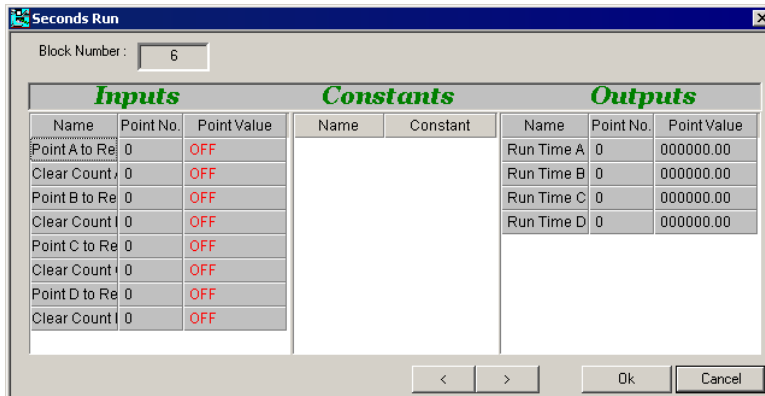 Seconds Run
Block Number : 6
Inputs Constants Outputs
Name Point No. Point Value Name Constant Name Point No. Point Value
Point A to Re 0 OFF Run Time A 0 000000.00
Clear Count 0 OFF Run Time B 0 000000.00
Point B to Re 0 OFF Run Time C 0 000000.00
Clear Count 0 OFF Run Time D 0 000000.00
Point C to Re 0 OFF
Clear Count 0 OFF
Point D to Re 0 OFF
Clear Count 0 OFF
< > Ok Cancel